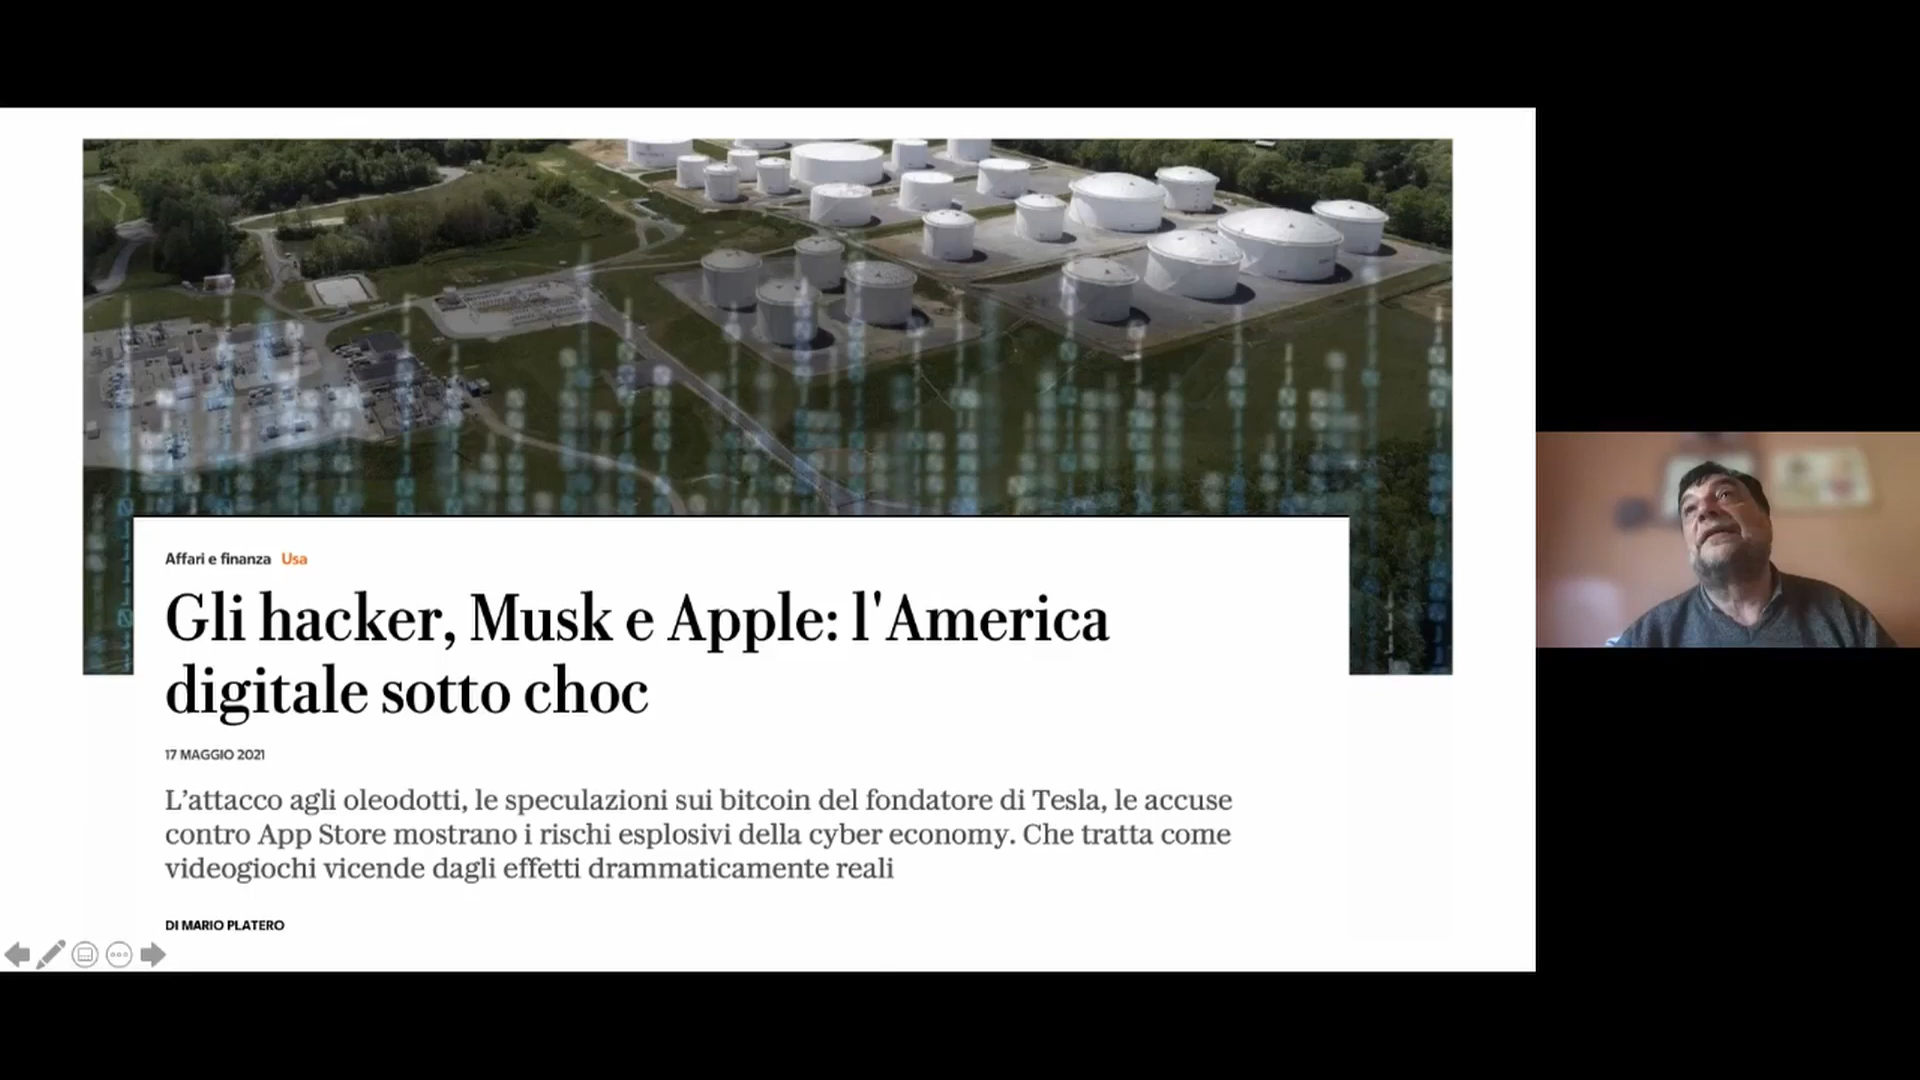 Affari e finanza Usa
Gli hacker, Musk e Apple: l'America
digitale sotto choc
17 MAGGIO 2021
L’attacco agli oleodotti, le speculazioni sui bitcoin del fondatore di Tesla, le accuse
contro App Store mostrano i rischi esplosivi della cyber economy. Che tratta come
videogiochi vicende dagli effetti drammaticamente reali
DI MARIO PLATERO